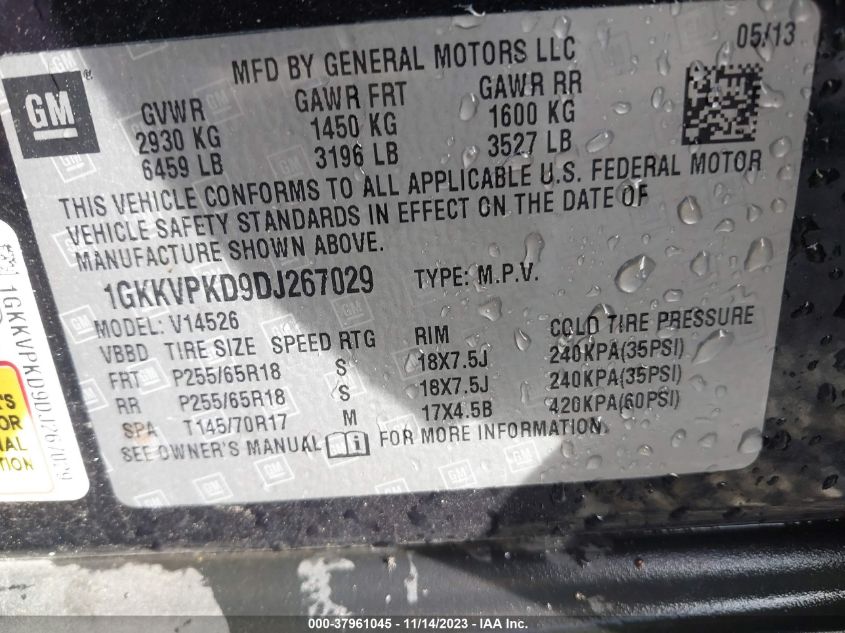 05/13
MFD BY GENERAL MOTORS LLC
GM
GVWR GAWR FRT GAWR RR
2930 KG 1450 KG 1600 KG
6459 LB 3196 LB 3527 LB
THIS VEHICLE CONFORMS TO ALL APPLICABLE U.S. FEDERAL MOTOR
VEHICLE SAFETY STANDARDS IN EFFECT ON THE DATE OF
MANUFACTURE SHOWN ABOVE.
1GKKVPKD9DJ267029 TYPE: M.P.V.
MODEL: V14526
VBBD TIRE SIZE SPEED RTG RIM COLD TIRE PRESSURE
FRT P255/65R18 S 18X7.5J 240KPA(35PSI)
RR P255/65R18 S 18X7.5J 240KPA(35PSI)
SPA T145/70R17 M 17X4.5B 420KPA(60PSI)
SEE OWNER'S MANUAL FOR MORE INFORMATION.
1GKKVPKD9DJ267029
©-37961045 - 11/14/2023 - IAA Inc.